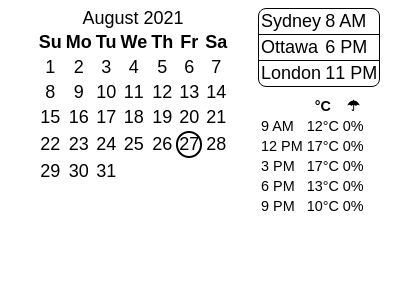 August 2021
Su Mo Tu We Th Fr Sa
1 2 3 4 5 6 7
8 9 10 11 12 13 14
15 16 17 18 19 20 21
22 23 24 25 26 27 28
29 30 31
Sydney 8 AM
Ottawa 6 PM
London 11 PM
°C ☂
9 AM 12°C 0%
12 PM 17°C 0%
3 PM 17°C 0%
6 PM 13°C 0%
9 PM 10°C 0%